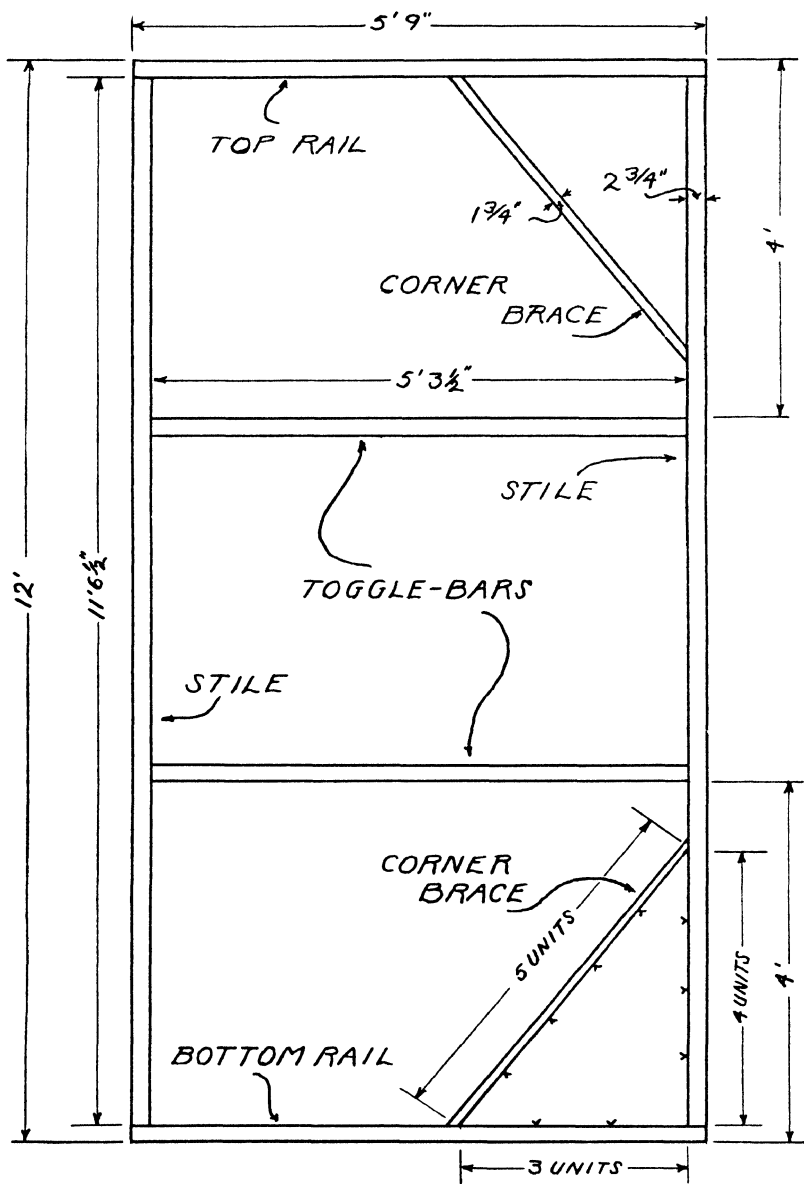 5' 9"
TOP RAIL
2 3/4"
1 3/4"
4'
CORNER
BRACE
5' 3 1/2"
STILE
12'
11' 6 1/2"
TOGGLE-BARS
STILE
CORNER
BRACE
5 UNITS
4 UNITS
4'
BOTTOM RAIL
3 UNITS